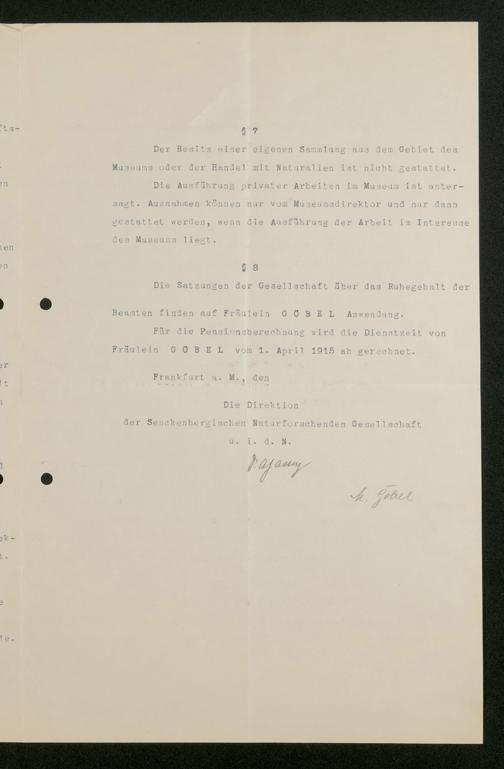 § 7
Der Besitz einer eigenen Sammlung aus dem Gebiet des
Museums oder der Handel mit Naturalien ist nicht gestattet.
Die Ausführung privater Arbeiten im Museum ist unter-
sagt. Ausnahmen können nur vom Museumsdirektor und nur dann
gestattet werden, wenn die Ausführung der Arbeit im Interesse
des Museums liegt.
§ 8
Die Satzungen der Gesellschaft über das Ruhegehalt der
Beamten finden auf Fräulein G Ö B E L Anwendung.
Für die Pensionsberechnung wird die Dienstzeit von
Fräulein G Ö B E L vom 1. April 1915 ab gerechnet.
Frankfurt a. M., den
Die Direktion
der Senckenbergischen Naturforschenden Gesellschaft
u. i. d. N.
Göbel